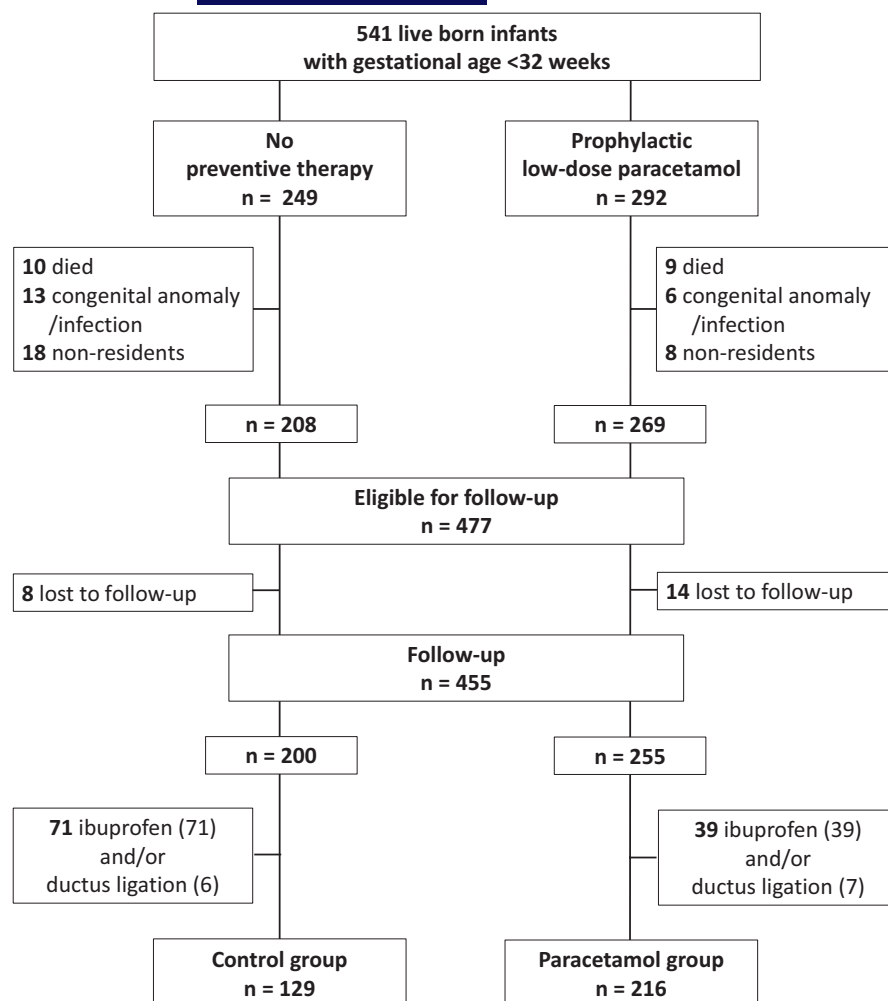 541 live born infants
with gestational age <32 weeks
No
preventive therapy
n = 249
Prophylactic
low-dose paracetamol
n = 292
10 died
13 congenital anomaly
/infection
18 non-residents
9 died
6 congenital anomaly
/infection
8 non-residents
n = 208
n = 269
Eligible for follow-up
n = 477
8 lost to follow-up
14 lost to follow-up
Follow-up
n = 455
n = 200
n = 255
71 ibuprofen (71)
and/or
ductus ligation (6)
39 ibuprofen (39)
and/or
ductus ligation (7)
Control group
n = 129
Paracetamol group
n = 216